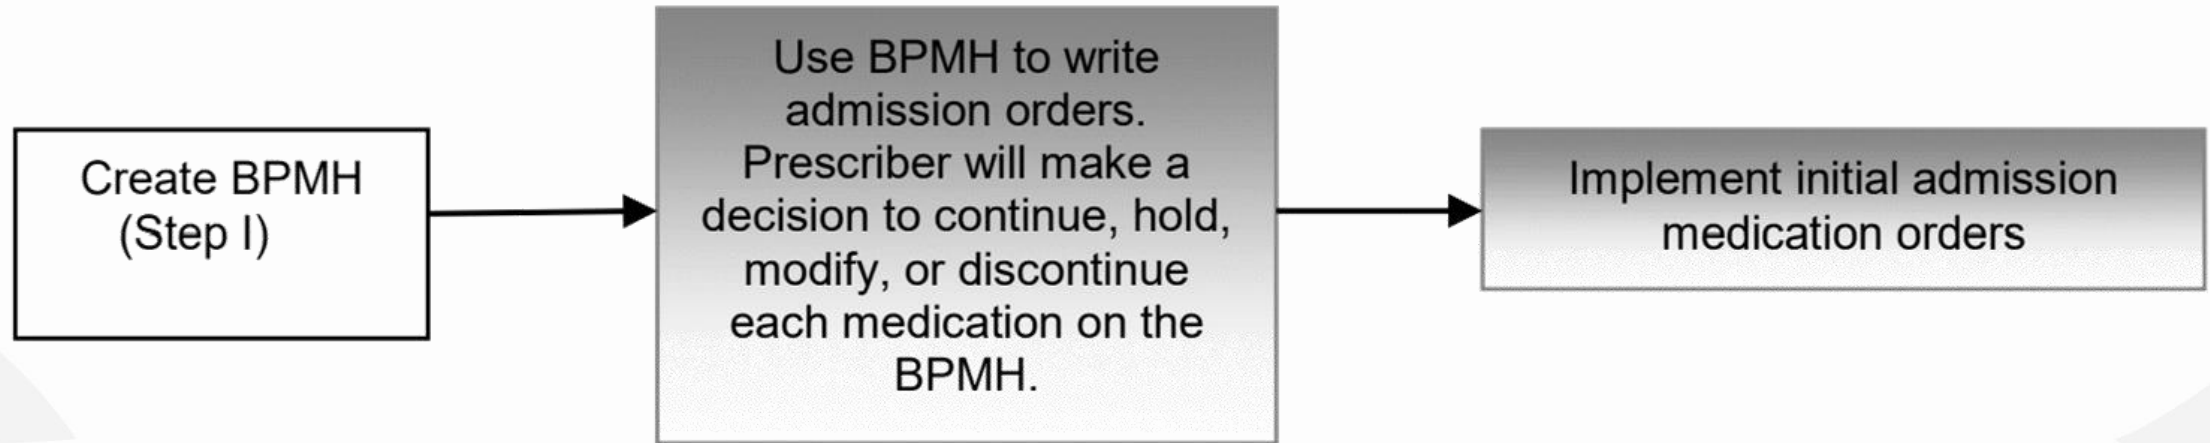 Create BPMH
(Step I)
Use BPMH to write
admission orders.
Prescriber will make a
decision to continue, hold,
modify, or discontinue
each medication on the
BPMH.
Implement initial admission
medication orders